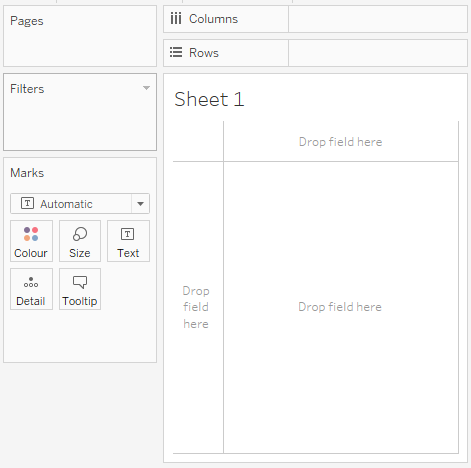 Pages
Columns
Rows
Filters
Sheet 1
Drop field here
Marks
T Automatic
Colour
Size
T
Text
Detail
Tooltip
Drop
field
here
Drop field here